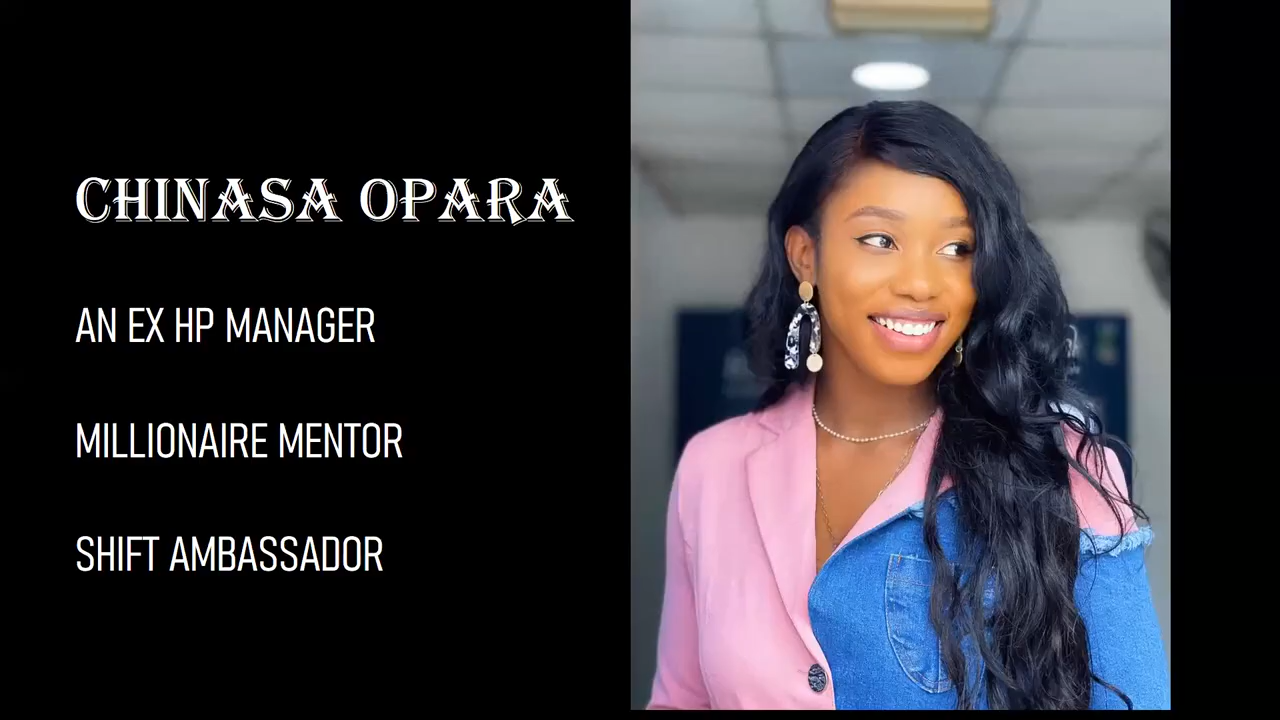 CHINASA OPARA
AN EX HP MANAGER
MILLIONAIRE MENTOR
SHIFT AMBASSADOR